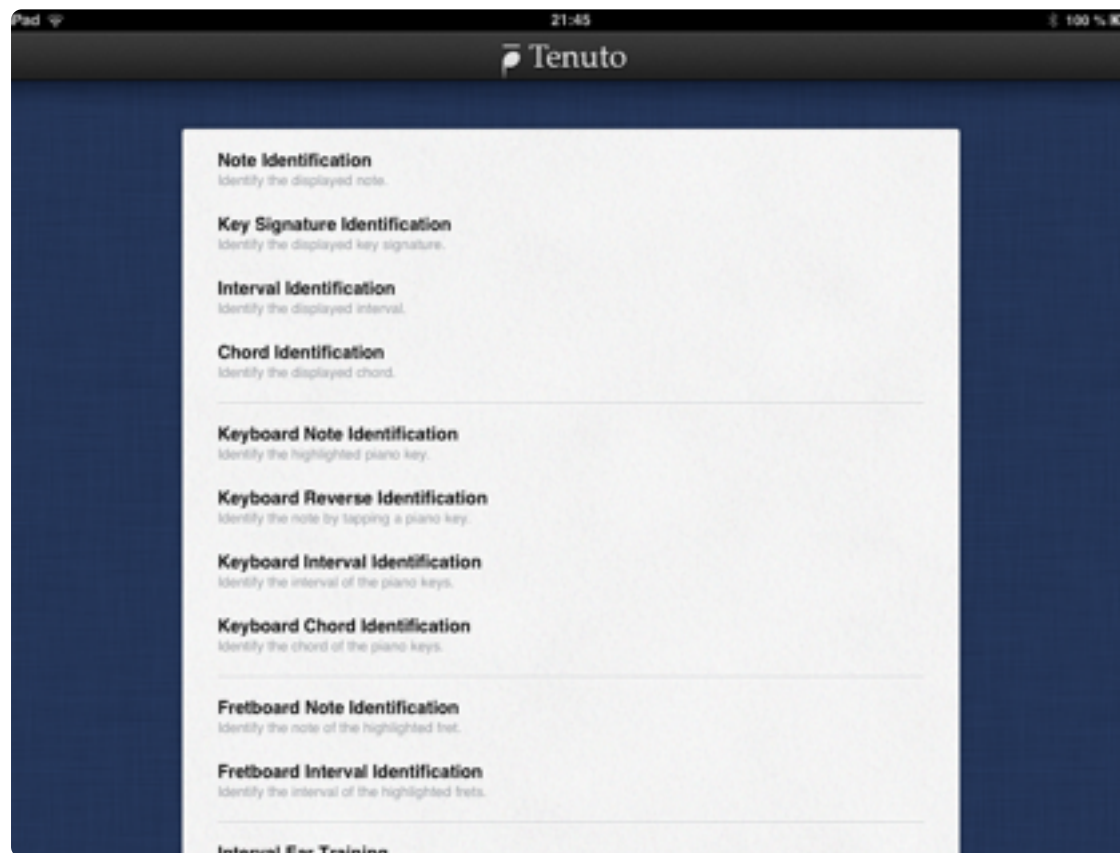 iPad
21:45
100 %
Tenuto
Note Identification
Identify the displayed note.
Key Signature Identification
Identify the displayed key signature.
Interval Identification
Identify the displayed interval.
Chord Identification
Identify the displayed chord.
Keyboard Note Identification
Identify the highlighted piano key.
Keyboard Reverse Identification
Identify the note by tapping a piano key.
Keyboard Interval Identification
Identify the interval of the piano keys.
Keyboard Chord Identification
Identify the chord of the piano keys.
Fretboard Note Identification
Identify the note of the highlighted fret.
Fretboard Interval Identification
Identify the interval of the highlighted frets.
Interval Ear Training